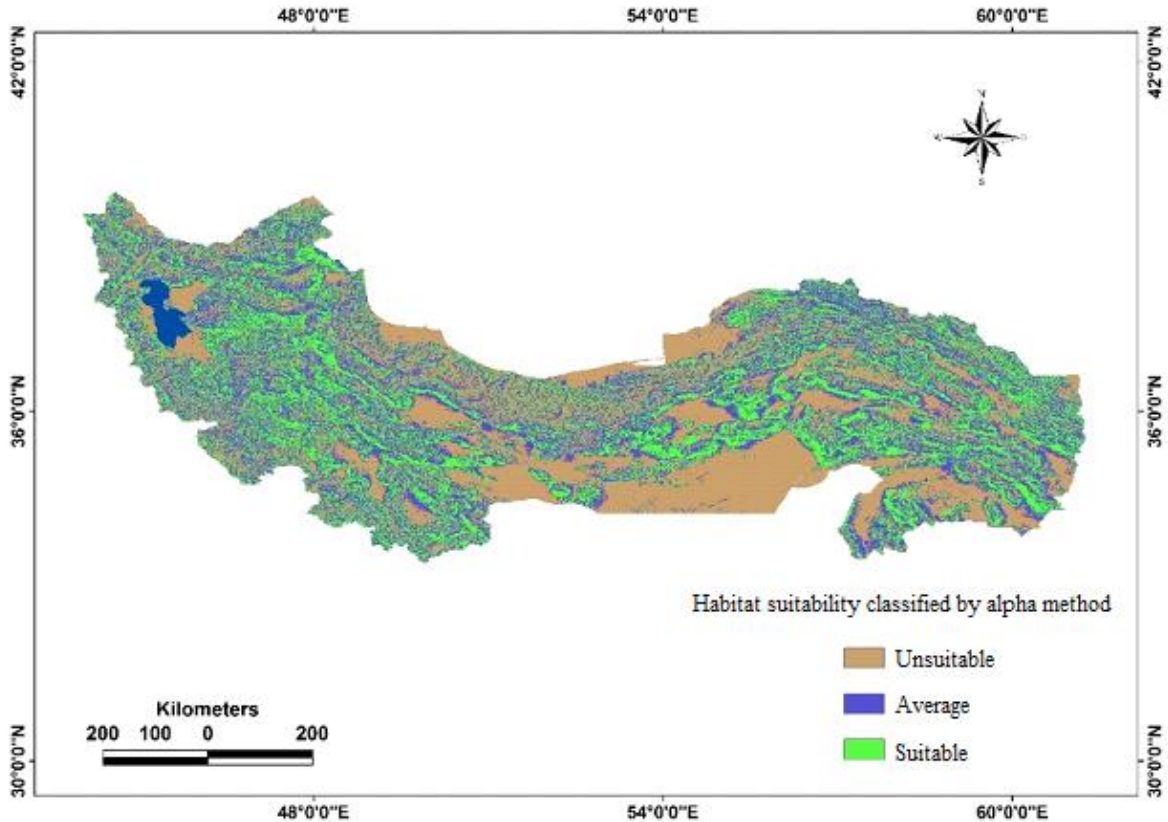 48°0'0"E 54°0'0"E 60°0'0"E
42°0'0"N 42°0'0"N
N
W
S
36°0'0"N 36°0'0"N
Habitat suitability classified by alpha method
Unsuitable
Average
Suitable
Kilometers
200 100 0 200
30°0'0"N 30°0'0"N
48°0'0"E 54°0'0"E 60°0'0"E